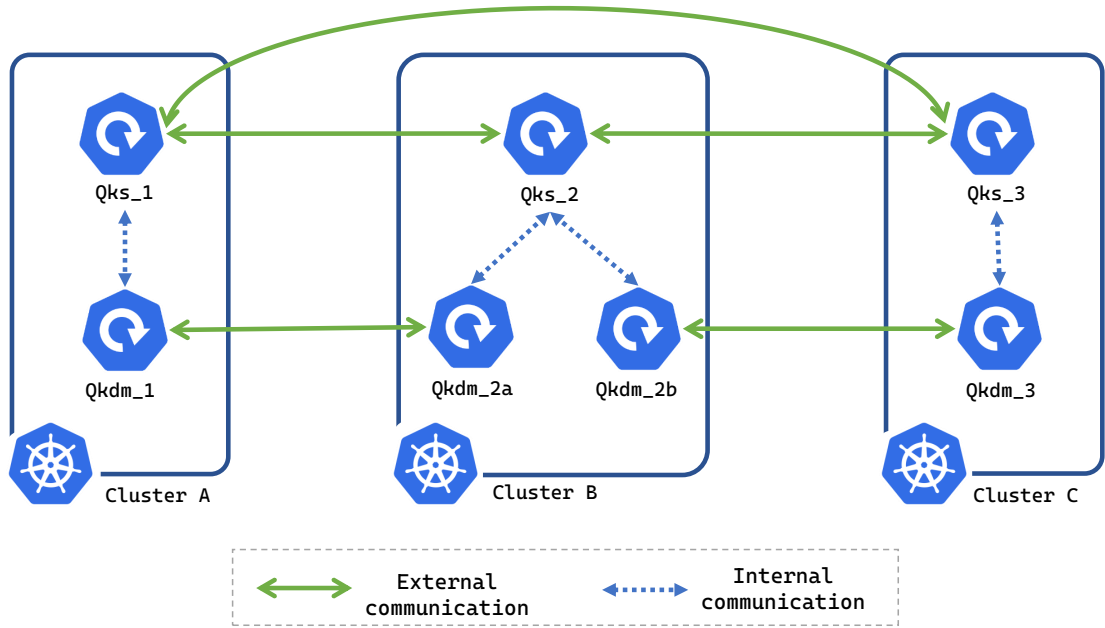 Qks_1
Qks_2
Qks_3
Qkdm_1
Qkdm_2a
Qkdm_2b
Qkdm_3
Cluster A
Cluster B
Cluster C
External
communication
Internal
communication